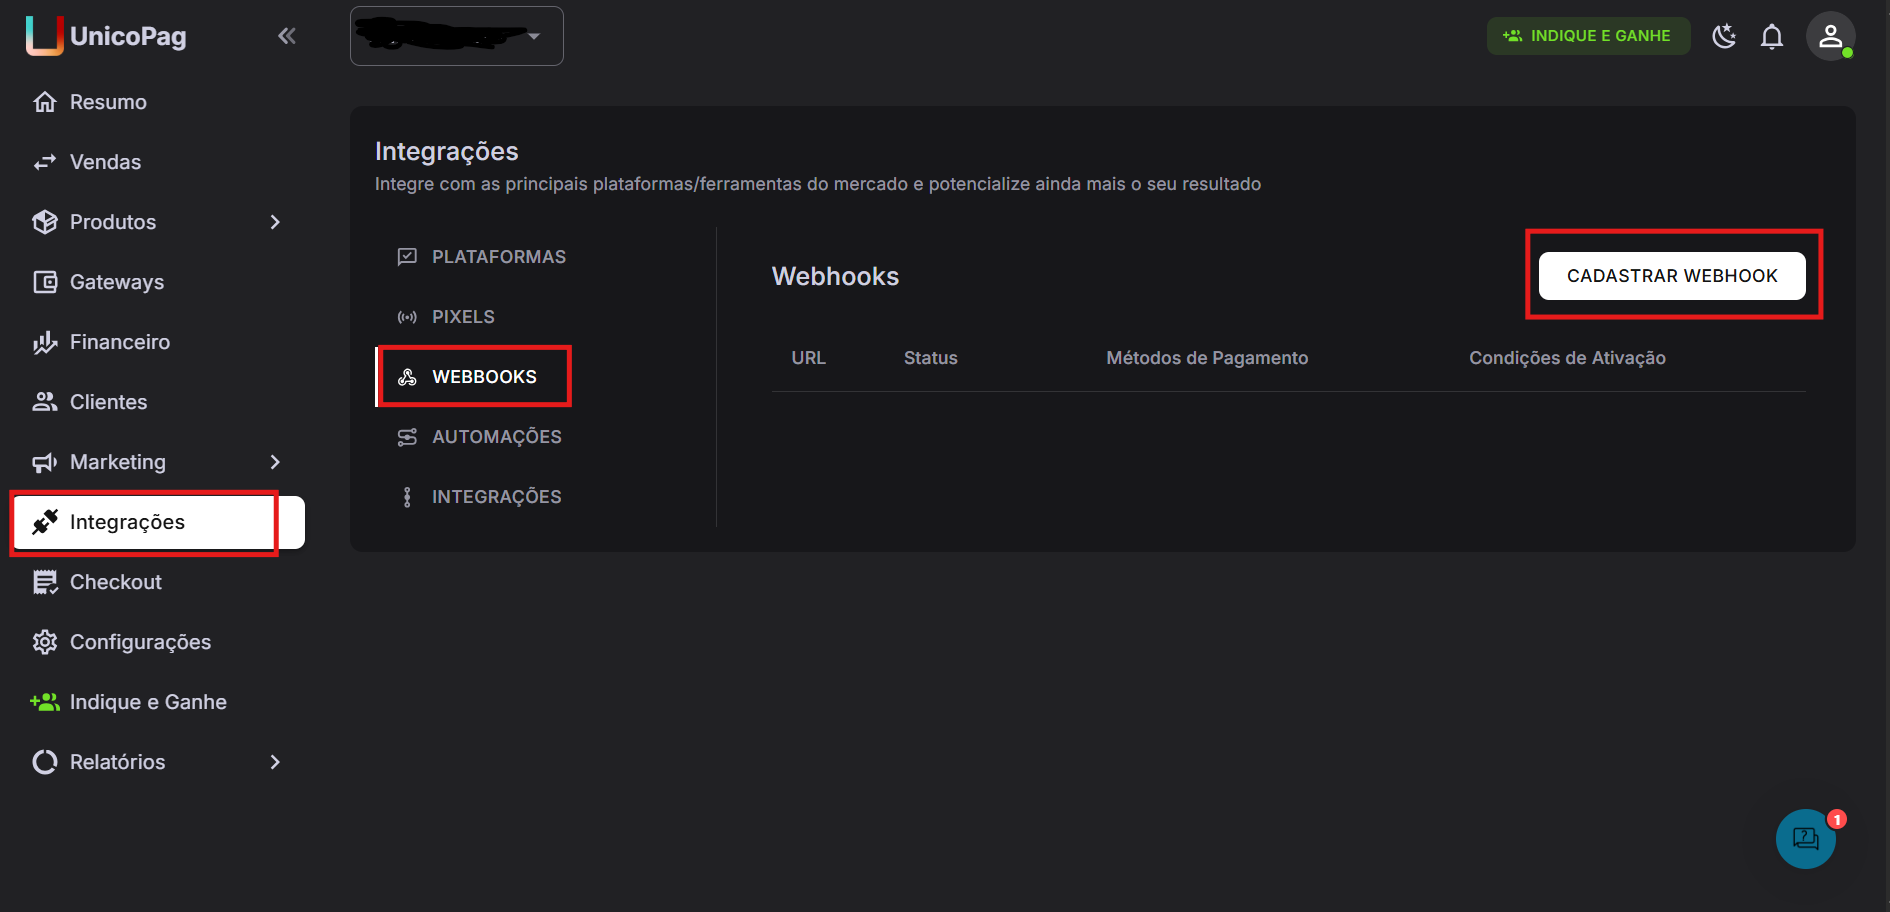 UnicoPag
INDIQUE E GANHE
Resumo
Vendas
Produtos
Gateways
Financeiro
Clientes
Marketing
Integrações
Checkout
Configurações
Indique e Ganhe
Relatórios
Integrações
Integre com as principais plataformas/ferramentas do mercado e potencialize ainda mais o seu resultado
PLATAFORMAS
PIXELS
WEBBOOKS
AUTOMAÇÕES
INTEGRAÇÕES
Webhooks
CADASTRAR WEBHOOK
URL Status Métodos de Pagamento Condições de Ativação
1